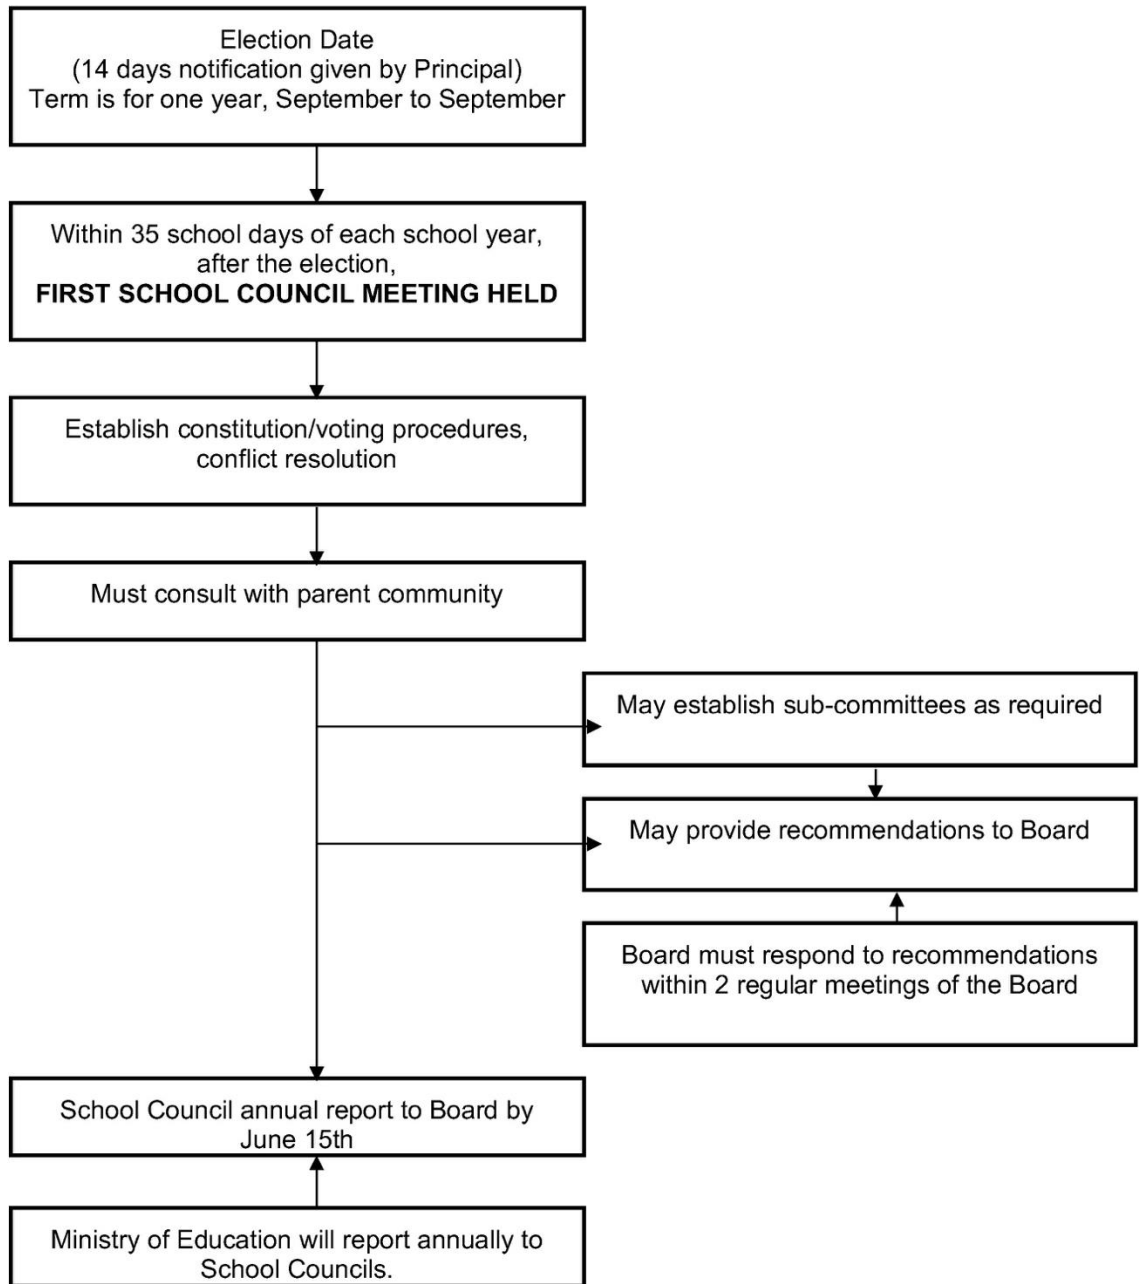 Election Date
(14 days notification given by Principal)
Term is for one year, September to September
Within 35 school days of each school year,
after the election,
FIRST SCHOOL COUNCIL MEETING HELD
Establish constitution/voting procedures,
conflict resolution
Must consult with parent community
May establish sub-committees as required
May provide recommendations to Board
Board must respond to recommendations
within 2 regular meetings of the Board
School Council annual report to Board by
June 15th
Ministry of Education will report annually to
School Councils.